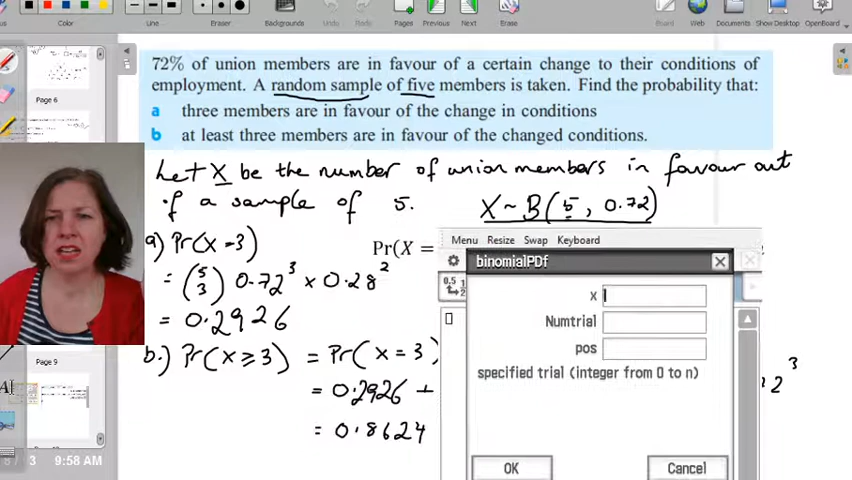 Color
Line
Eraser
Backgrounds
Undo
Redo
Pages
Previous
Next
Erase
Board
Web
Documents
Show Desktop
OpenBoard
Page 6
72% of union members are in favour of a certain change to their conditions of
employment. A random sample of five members is taken. Find the probability that:
a three members are in favour of the change in conditions
b at least three members are in favour of the changed conditions.
Let X be the number of union members in favour out
of a sample of 5. X~B(5, 0.72)
a) Pr(X=3)
Pr(X =
= (5 3) 0.72³ × 0.28²
= 0.2926
b.) Pr(X≥3) = Pr(X=3)
= 0.2926 +
= 0.8624
2³
Menu Resize Swap Keyboard
binomialPDf
0.5
1
2
x
Numtrial
pos
specified trial (integer from 0 to n)
OK Cancel
Page 9
/ 3
9:58 AM